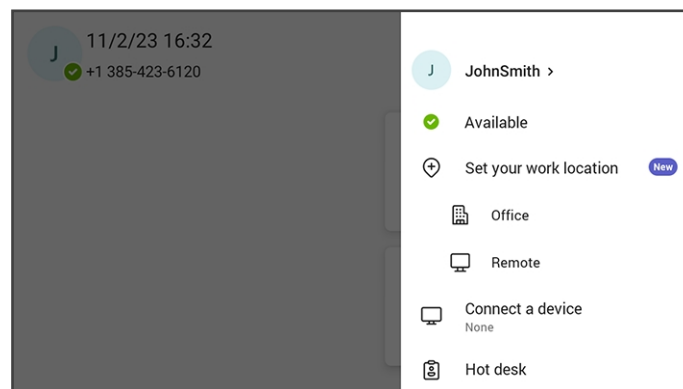 J
11/2/23 16:32
+1 385-423-6120
J
JohnSmith >
Available
Set your work location New
Office
Remote
Connect a device
None
Hot desk